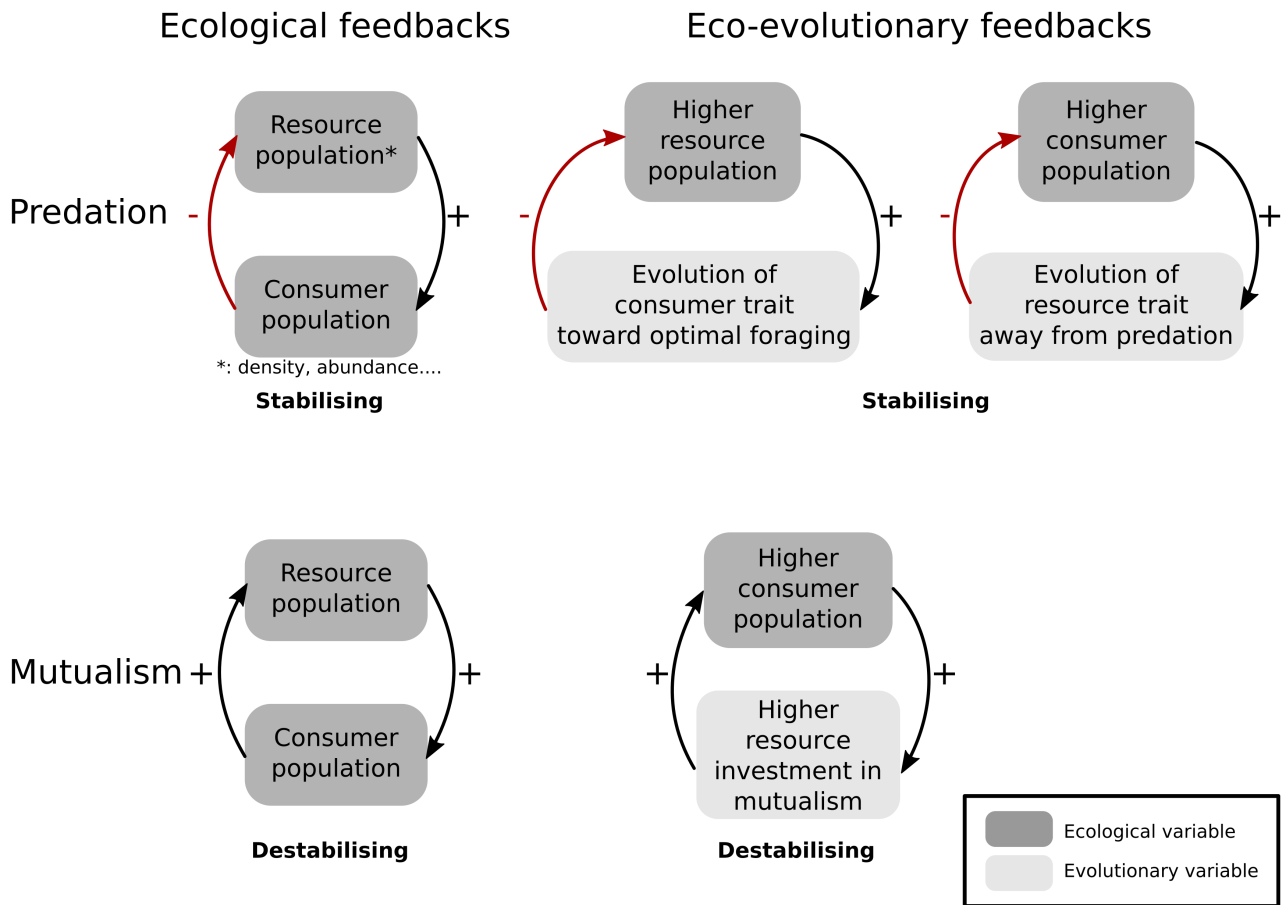 Ecological feedbacks
Eco-evolutionary feedbacks
Predation
Resource
population*
-
+
Consumer
population
*: density, abundance....
Stabilising
Higher
resource
population
-
+
Evolution of
consumer trait
toward optimal foraging
Higher
consumer
population
-
+
Evolution of
resource trait
away from predation
Stabilising
Mutualism
Resource
population
+
+
Consumer
population
Destabilising
Higher
consumer
population
+
+
Higher
resource
investment in
mutualism
Destabilising
Ecological variable
Evolutionary variable